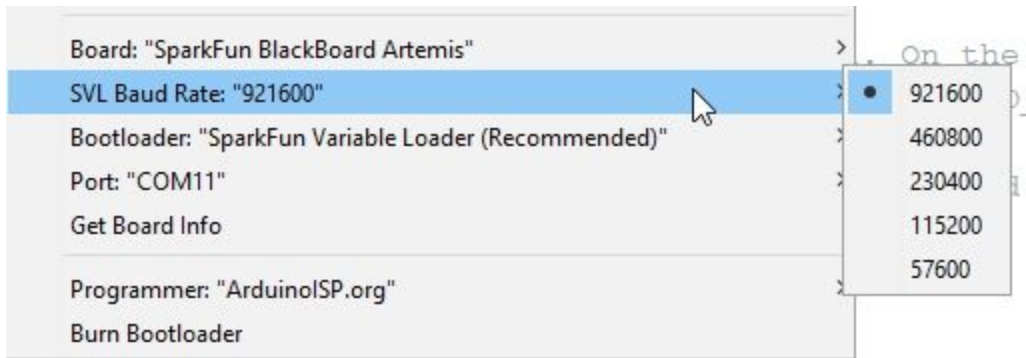 Board: "SparkFun BlackBoard Artemis"
. On the
SVL Baud Rate: "921600"
921600
Bootloader: "SparkFun Variable Loader (Recommended)"
460800
Port: "COM11"
230400
Get Board Info
115200
57600
Programmer: "ArduinoISP.org"
Burn Bootloader